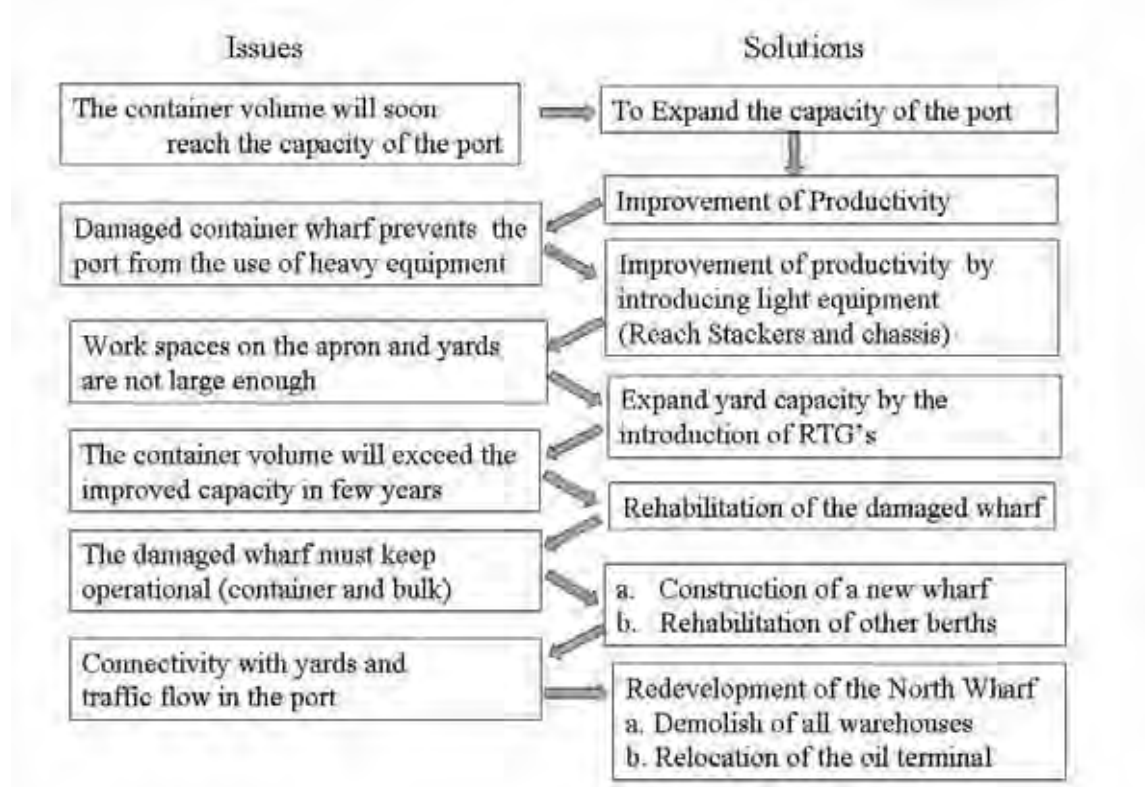 Issues
Solutions
The container volume will soon
reach the capacity of the port
To Expand the capacity of the port
Improvement of Productivity
Damaged container wharf prevents the
port from the use of heavy equipment
Improvement of productivity by
introducing light equipment
(Reach Stackers and chassis)
Work spaces on the apron and yards
are not large enough
Expand yard capacity by the
introduction of RTG's
The container volume will exceed the
improved capacity in few years
Rehabilitation of the damaged wharf
The damaged wharf must keep
operational (container and bulk)
a. Construction of a new wharf
b. Rehabilitation of other berths
Connectivity with yards and
traffic flow in the port
Redevelopment of the North Wharf
a. Demolish of all warehouses
b. Relocation of the oil terminal